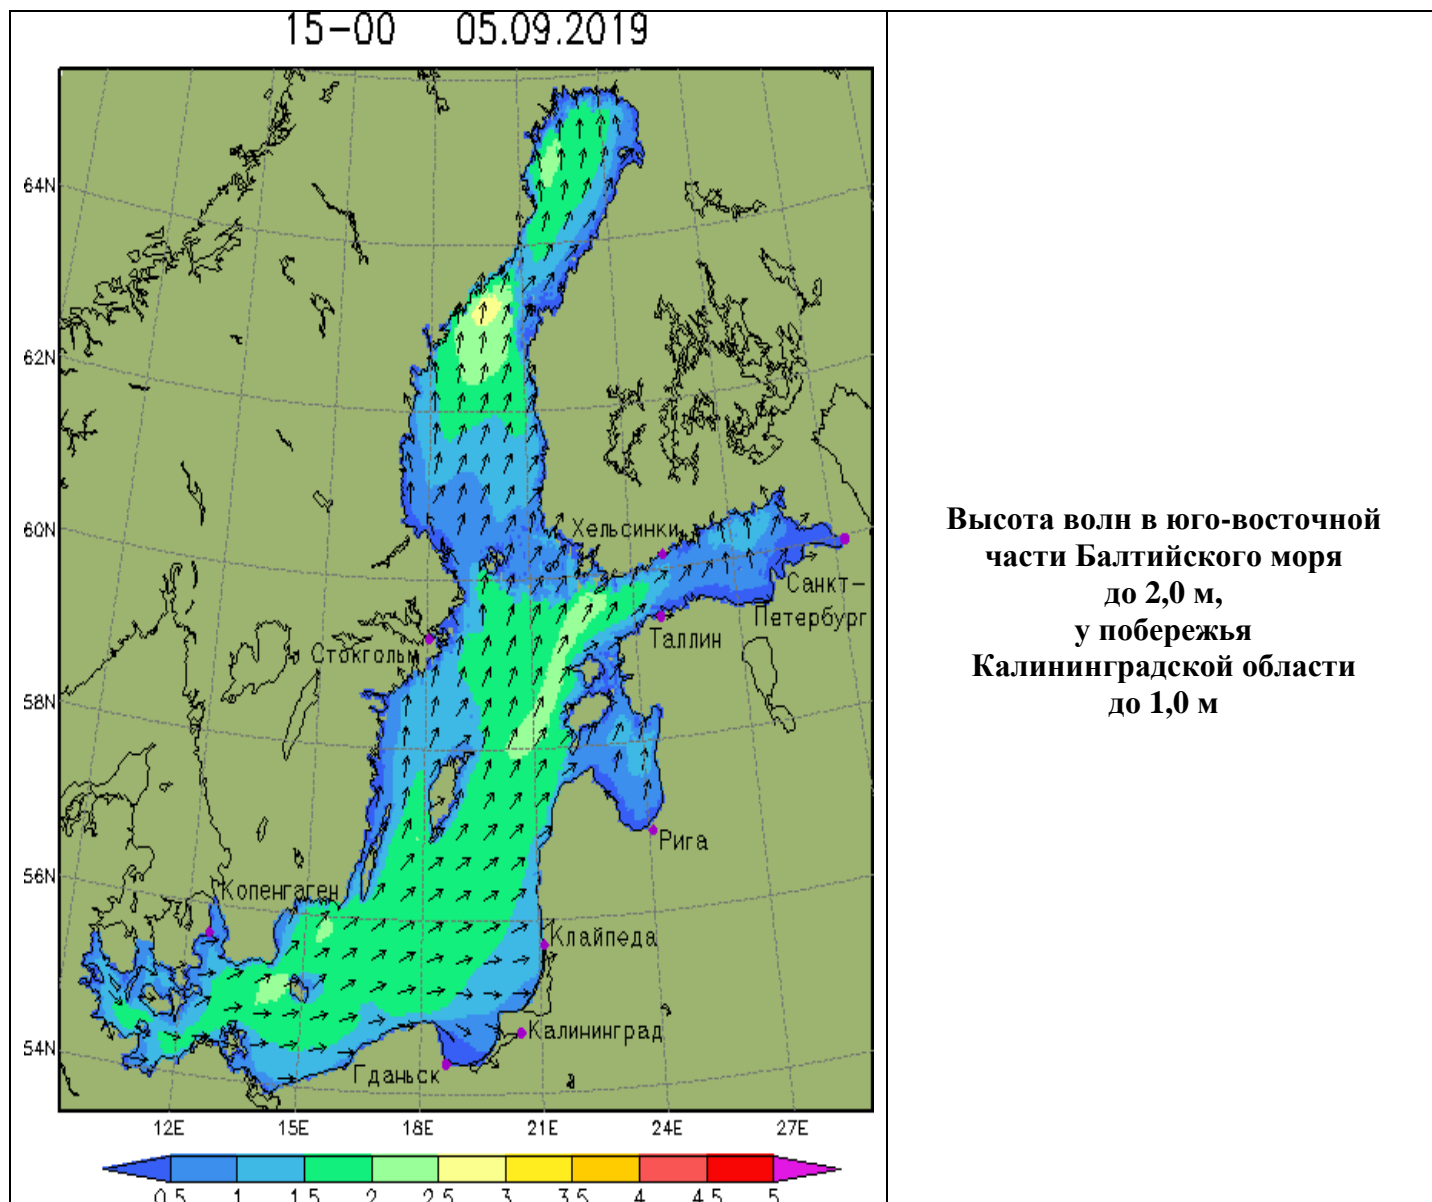 15-00 05.09.2019
64N
62N
60N
58N
56N
54N
Хельсинки
Санкт-
Петербург
Таллин
Стокгольм
Рига
Копенгаген
Клайпеда
Калининград
Гданьск
12E 15E 18E 21E 24E 27E
0.5 1 1.5 2 2.5 3 3.5 4 4.5 5
Высота волн в юго-восточной
части Балтийского моря
до 2,0 м,
у побережья
Калининградской области
до 1,0 м